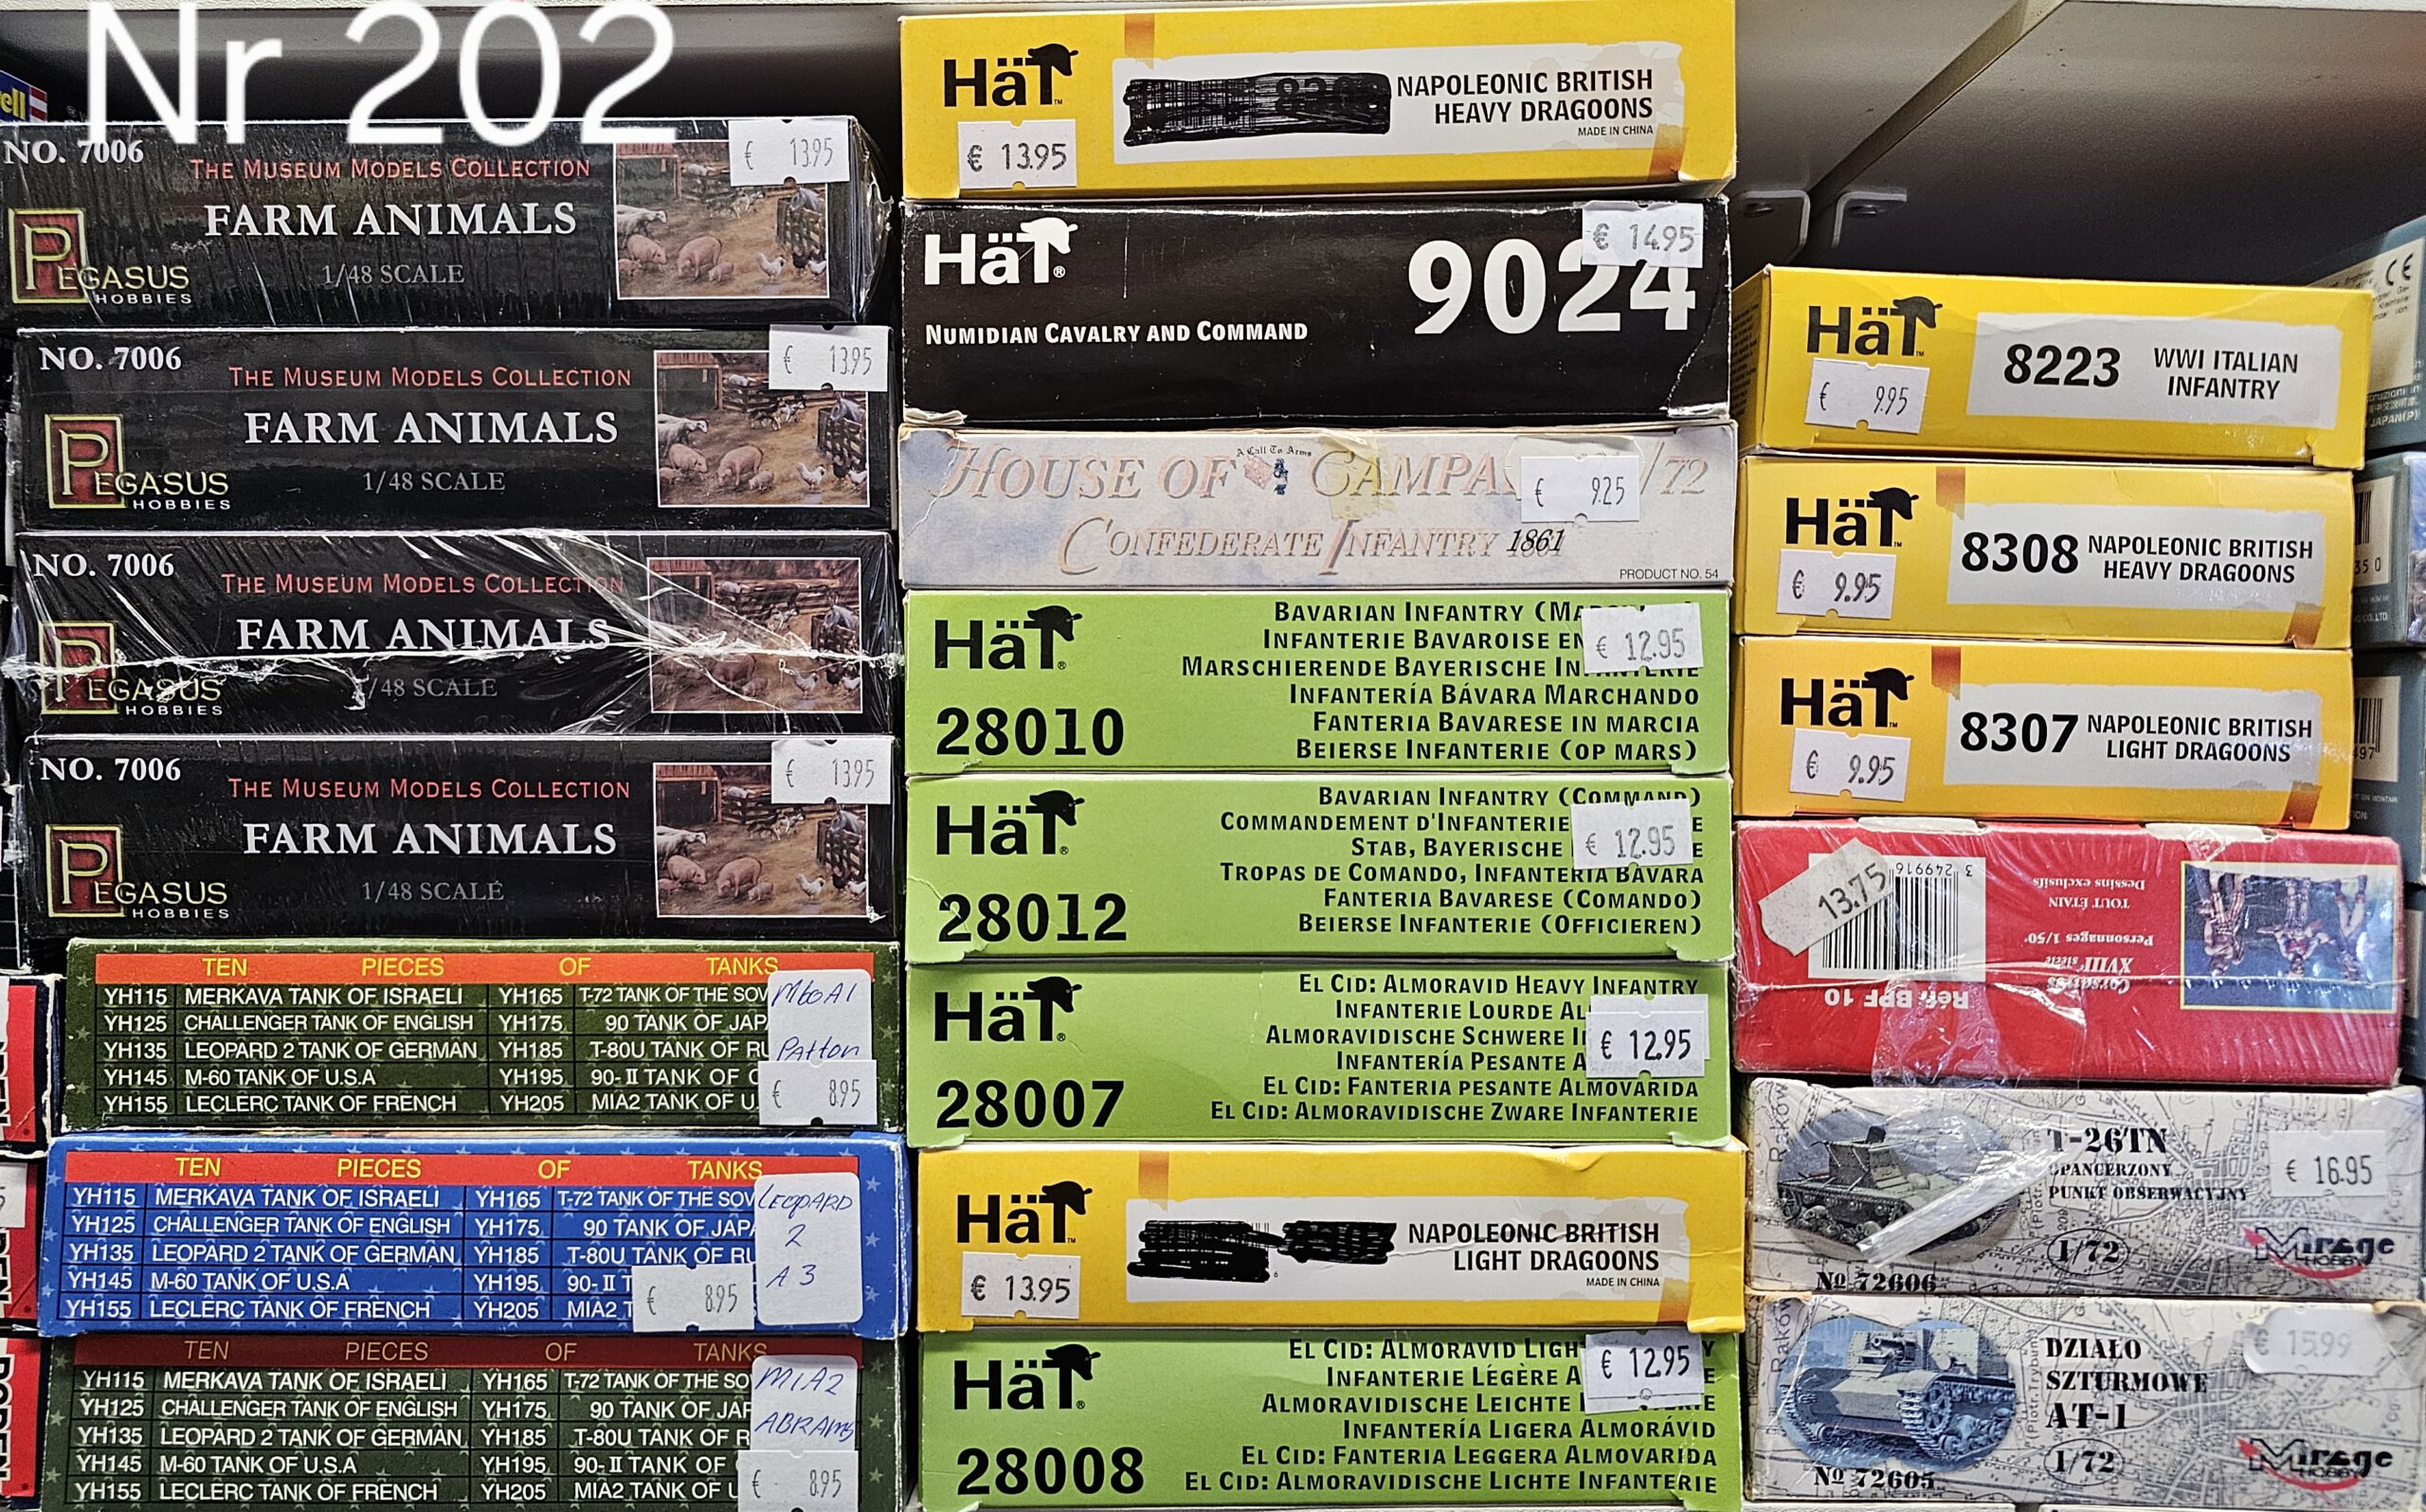 Nr 202
NO. 7006
THE MUSEUM MODELS COLLECTION
FARM ANIMALS
1/48 SCALE
PEGASUS
HOBBIES
€ 13.95
NO. 7006
THE MUSEUM MODELS COLLECTION
FARM ANIMALS
1/48 SCALE
PEGASUS
HOBBIES
€ 13.95
NO. 7006
THE MUSEUM MODELS COLLECTION
FARM ANIMALS
1/48 SCALE
PEGASUS
HOBBIES
NO. 7006
THE MUSEUM MODELS COLLECTION
FARM ANIMALS
1/48 SCALE
PEGASUS
HOBBIES
€ 13.95
TEN PIECES OF TANKS
YH115 MERKAVA TANK OF ISRAELI YH165 T-72 TANK OF THE SOV
YH125 CHALLENGER TANK OF ENGLISH YH175 90 TANK OF JAP
YH135 LEOPARD 2 TANK OF GERMAN YH185 T-80U TANK OF RU
YH145 M-60 TANK OF U.S.A YH195 90-II TANK OF C
YH155 LECLERC TANK OF FRENCH YH205 MIA2 TANK OF U.
M60A1
Patton
€ 8.95
TEN PIECES OF TANKS
YH115 MERKAVA TANK OF ISRAELI YH165 T-72 TANK OF THE SOV
YH125 CHALLENGER TANK OF ENGLISH YH175 90 TANK OF JAPA
YH135 LEOPARD 2 TANK OF GERMAN YH185 T-80U TANK OF RU
YH145 M-60 TANK OF U.S.A YH195 90-II T
YH155 LECLERC TANK OF FRENCH YH205 MIA2 T
LEOPARD
2
A3
€ 8.95
TEN PIECES OF TANKS
YH115 MERKAVA TANK OF ISRAELI YH165 T-72 TANK OF THE SO
YH125 CHALLENGER TANK OF ENGLISH YH175 90 TANK OF JAP
YH135 LEOPARD 2 TANK OF GERMAN YH185 T-80U TANK OF R
YH145 M-60 TANK OF U.S.A YH195 90-II TANK OF
YH155 LECLERC TANK OF FRENCH YH205 MIA2 TANK OF U
M1A2
ABRAMS
€ 8.95
HäT
NAPOLEONIC BRITISH
HEAVY DRAGOONS
MADE IN CHINA
€ 13.95
HäT
9024
NUMIDIAN CAVALRY AND COMMAND
€ 14.95
A Call To Arms
HOUSE OF CAMPA /72
CONFEDERATE INFANTRY 1861
PRODUCT NO. 54
€ 9.25
HäT
28010
BAVARIAN INFANTRY (MA
INFANTERIE BAVAROISE EN
MARSCHIERENDE BAYERISCHE INFANTERIE
INFANTERÍA BÁVARA MARCHANDO
FANTERIA BAVARESE IN MARCIA
BEIERSE INFANTERIE (OP MARS)
€ 12.95
HäT
28012
BAVARIAN INFANTRY (COMMAND)
COMMANDEMENT D'INFANTERIE E
STAB, BAYERISCHE E
TROPAS DE COMANDO, INFANTERIA BÁVARA
FANTERIA BAVARESE (COMANDO)
BEIERSE INFANTERIE (OFFICIEREN)
€ 12.95
HäT
28007
EL CID: ALMORAVID HEAVY INFANTRY
INFANTERIE LOURDE AL
ALMORAVIDISCHE SCHWERE I
INFANTERÍA PESANTE A
EL CID: FANTERIA PESANTE ALMOVARIDA
EL CID: ALMORAVIDISCHE ZWARE INFANTERIE
€ 12.95
HäT
NAPOLEONIC BRITISH
LIGHT DRAGOONS
MADE IN CHINA
€ 13.95
HäT
28008
EL CID: ALMORAVID LIGH Y
INFANTERIE LÉGÈRE A E
ALMORAVIDISCHE LEICHTE I
INFANTERÍA LIGERA ALMORÁVID
EL CID: FANTERIA LEGGERA ALMOVARIDA
EL CID: ALMORAVIDISCHE LICHTE INFANTERIE
€ 12.95
HäT
8223 WWI ITALIAN
INFANTRY
€ 9.95
HäT
8308 NAPOLEONIC BRITISH
HEAVY DRAGOONS
€ 9.95
HäT
8307 NAPOLEONIC BRITISH
LIGHT DRAGOONS
€ 9.95
13.75
3 249916
Réf. BPF 10
Corsaires
XVIII° siècle
Personnages 1/50°
TOUT ÉTAIN
Dessins exclusifs
T-26TN
OPANCERZONY
PUNKT OBSERWACYJNY
1/72
No 72606
Mirage
HOBBY
€ 16.95
DZIAŁO
SZTURMOWE
AT-1
1/72
No 72605
Mirage
HOBBY
€ 15.99